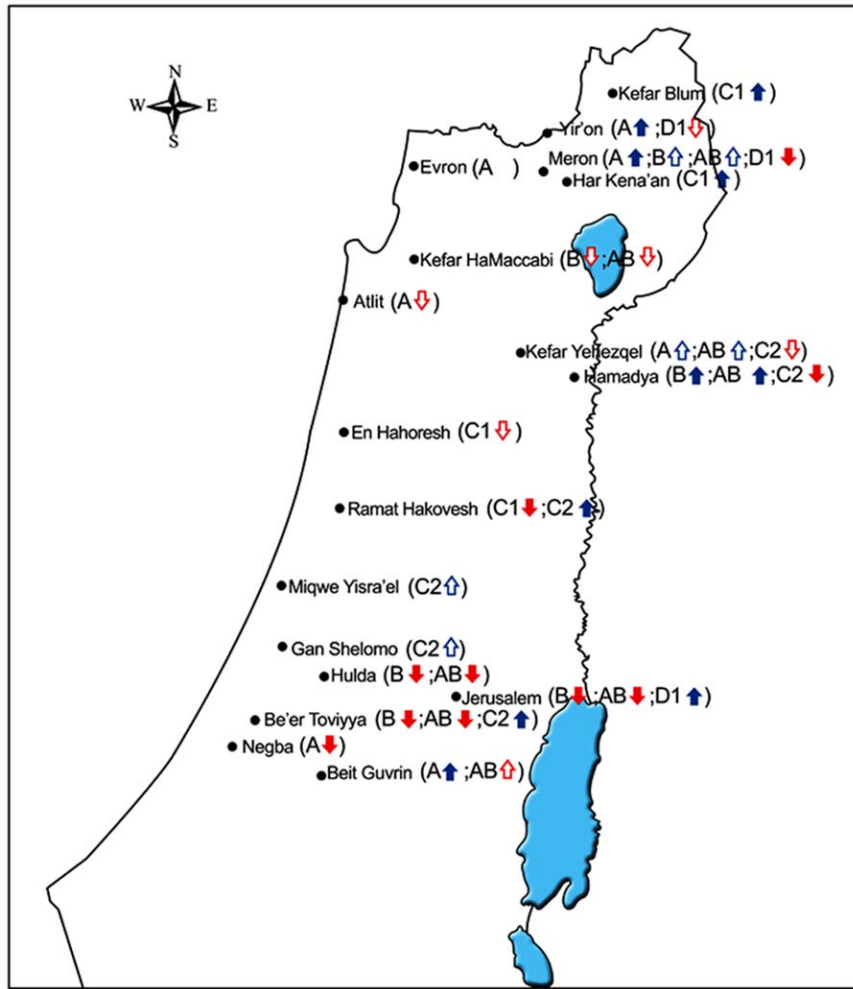 N
W E
S
Kefar Blum (C1⬆)
Yir'on (A⬆;D1⇩)
Meron (A⬆;B⇧;AB⇧;D1⬇)
Evron (A )
Har Kena'an (C1⬆)
Kefar HaMaccabi (B⇩;AB⇩)
Atlit (A⇩)
Kefar Yehezqel (A⇧;AB⇧;C2⇩)
Hamadya (B⬆;AB⬆;C2⬇)
En Hahoresh (C1⇩)
Ramat Hakovesh (C1⬇;C2⬆)
Miqwe Yisra'el (C2⇧)
Gan Shelomo (C2⇧)
Hulda (B⬇;AB⬇)
Jerusalem (B⬇;AB⬇;D1⬆)
Be'er Toviyya (B⬇;AB⬇;C2⬆)
Negba (A⬇)
Beit Guvrin (A⬆;AB⇧)